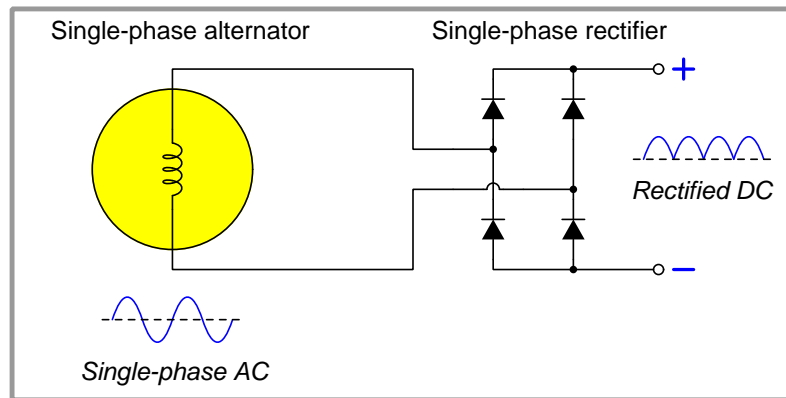 Single-phase alternator
Single-phase rectifier
+
Rectified DC
−
Single-phase AC